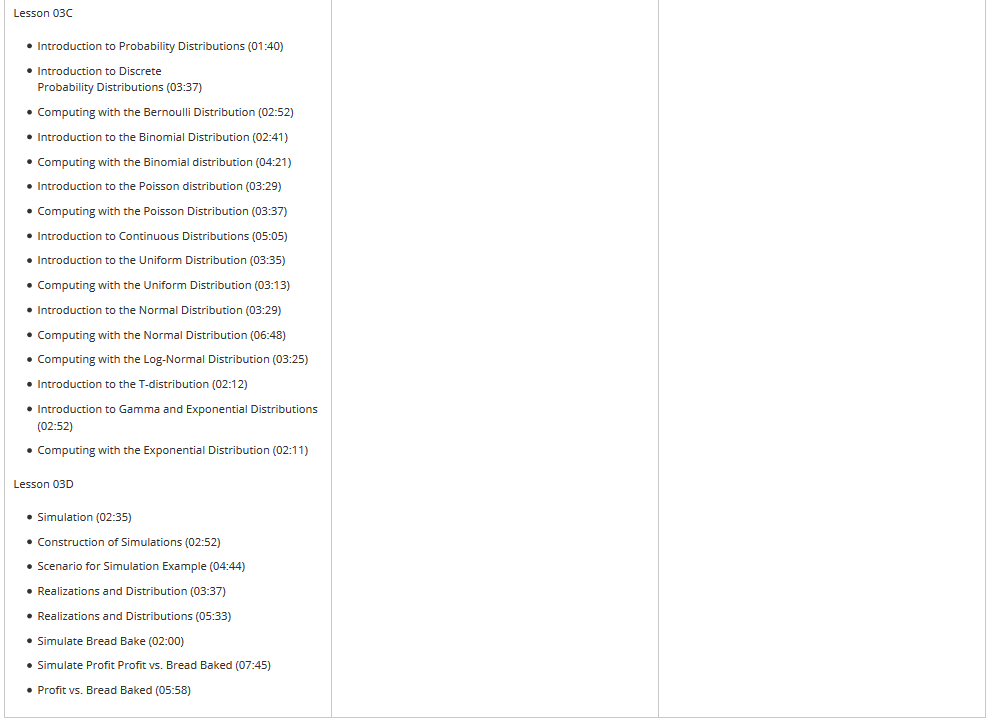 Lesson 03C
• Introduction to Probability Distributions (01:40)
• Introduction to Discrete
Probability Distributions (03:37)
• Computing with the Bernoulli Distribution (02:52)
• Introduction to the Binomial Distribution (02:41)
• Computing with the Binomial distribution (04:21)
• Introduction to the Poisson distribution (03:29)
• Computing with the Poisson Distribution (03:37)
• Introduction to Continuous Distributions (05:05)
• Introduction to the Uniform Distribution (03:35)
• Computing with the Uniform Distribution (03:13)
• Introduction to the Normal Distribution (03:29)
• Computing with the Normal Distribution (06:48)
• Computing with the Log-Normal Distribution (03:25)
• Introduction to the T-distribution (02:12)
• Introduction to Gamma and Exponential Distributions
(02:52)
• Computing with the Exponential Distribution (02:11)
Lesson 03D
• Simulation (02:35)
• Construction of Simulations (02:52)
• Scenario for Simulation Example (04:44)
• Realizations and Distribution (03:37)
• Realizations and Distributions (05:33)
• Simulate Bread Bake (02:00)
• Simulate Profit Profit vs. Bread Baked (07:45)
• Profit vs. Bread Baked (05:58)